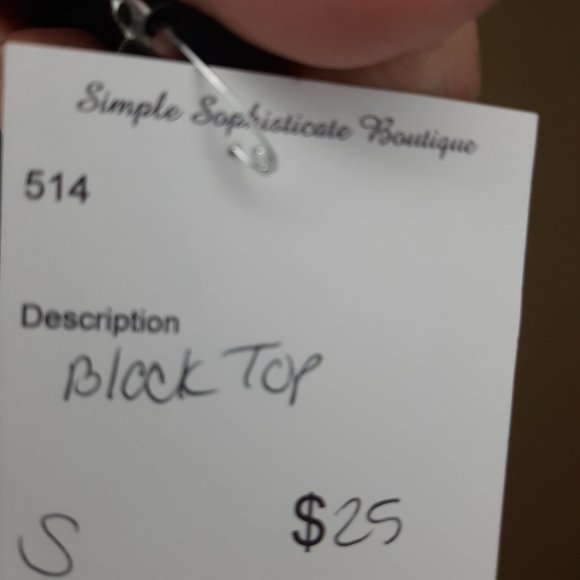 Simple Sophisticate Boutique
514
Description
Black Top
S $25